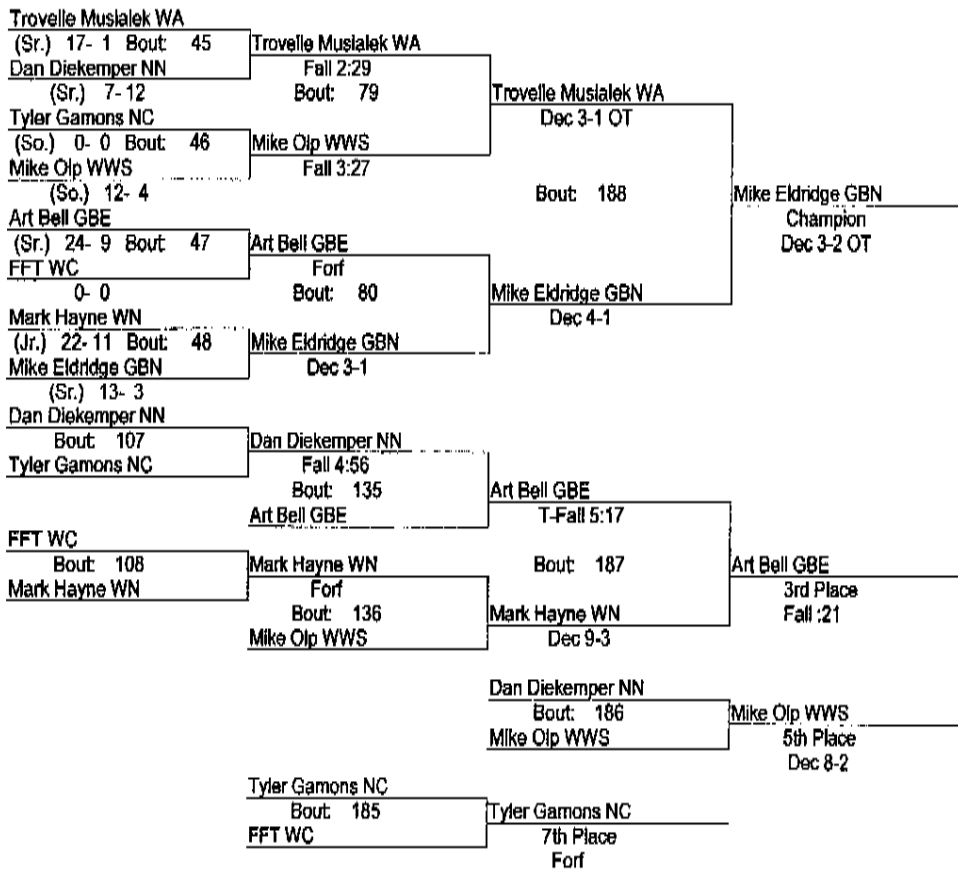 Trovelle Musialek WA
(Sr.) 17- 1 Bout: 45
Trovelle Musialek WA
Dan Diekemper NN
Fall 2:29
(Sr.) 7-12
Bout: 79
Trovelle Musialek WA
Tyler Gamons NC
Dec 3-1 OT
(So.) 0- 0 Bout: 46
Mike Olp WWS
Mike Olp WWS
Fall 3:27
(So.) 12- 4
Bout: 188
Mike Eldridge GBN
Art Bell GBE
Champion
(Sr.) 24- 9 Bout: 47
Art Bell GBE
Dec 3-2 OT
FFT WC
Forf
0- 0
Bout: 80
Mike Eldridge GBN
Mark Hayne WN
Dec 4-1
(Jr.) 22-11 Bout: 48
Mike Eldridge GBN
Mike Eldridge GBN
Dec 3-1
(Sr.) 13- 3
Dan Diekemper NN
Bout: 107
Dan Diekemper NN
Tyler Gamons NC
Fall 4:56
Bout: 135
Art Bell GBE
Art Bell GBE
T-Fall 5:17
FFT WC
Bout: 108
Mark Hayne WN
Bout: 187
Art Bell GBE
Mark Hayne WN
Forf
3rd Place
Bout: 136
Mark Hayne WN
Fall :21
Mike Olp WWS
Dec 9-3
Dan Diekemper NN
Bout: 186
Mike Olp WWS
Mike Olp WWS
5th Place
Dec 8-2
Tyler Gamons NC
Bout: 185
Tyler Gamons NC
FFT WC
7th Place
Forf